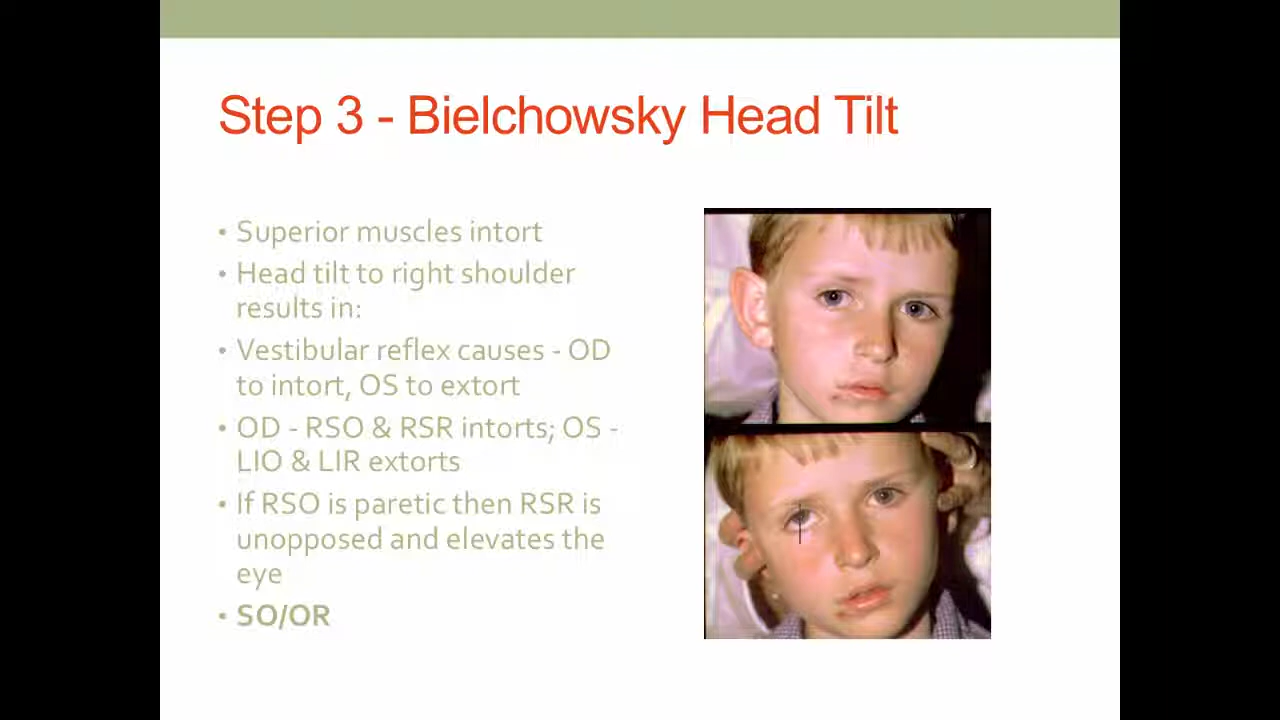 Step 3 - Bielchowsky Head Tilt
• Superior muscles intort
• Head tilt to right shoulder
results in:
• Vestibular reflex causes - OD
to intort, OS to extort
• OD - RSO & RSR intorts; OS -
LIO & LIR extorts
• If RSO is paretic then RSR is
unopposed and elevates the
eye
• SO/OR